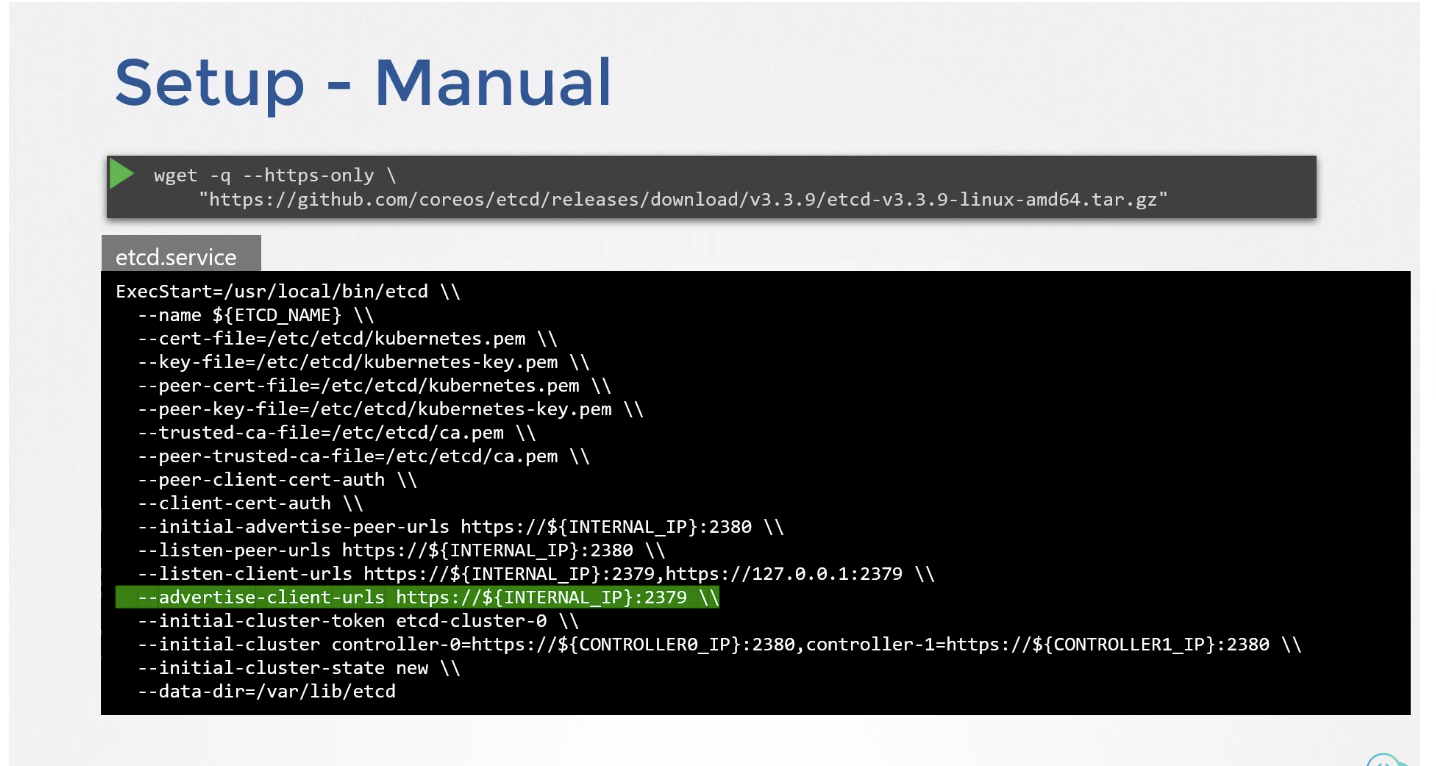 Setup - Manual
wget -q --https-only \
"https://github.com/coreos/etcd/releases/download/v3.3.9/etcd-v3.3.9-linux-amd64.tar.gz"
etcd.service
ExecStart=/usr/local/bin/etcd \\
--name ${ETCD_NAME} \\
--cert-file=/etc/etcd/kubernetes.pem \\
--key-file=/etc/etcd/kubernetes-key.pem \\
--peer-cert-file=/etc/etcd/kubernetes.pem \\
--peer-key-file=/etc/etcd/kubernetes-key.pem \\
--trusted-ca-file=/etc/etcd/ca.pem \\
--peer-trusted-ca-file=/etc/etcd/ca.pem \\
--peer-client-cert-auth \\
--client-cert-auth \\
--initial-advertise-peer-urls https://${INTERNAL_IP}:2380 \\
--listen-peer-urls https://${INTERNAL_IP}:2380 \\
--listen-client-urls https://${INTERNAL_IP}:2379,https://127.0.0.1:2379 \\
--advertise-client-urls https://${INTERNAL_IP}:2379 \\
--initial-cluster-token etcd-cluster-0 \\
--initial-cluster controller-0=https://${CONTROLLER0_IP}:2380,controller-1=https://${CONTROLLER1_IP}:2380 \\
--initial-cluster-state new \\
--data-dir=/var/lib/etcd